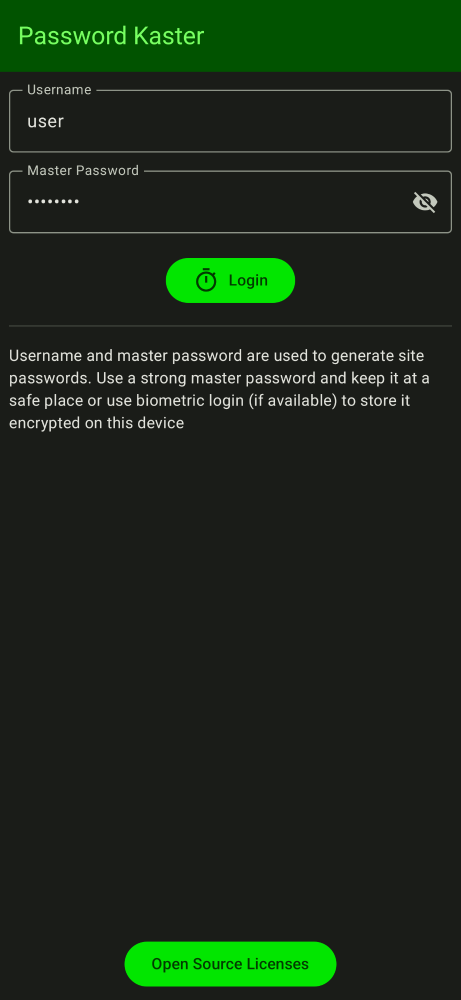 Password Kaster
Username
user
Master Password
••••••••
Login
Username and master password are used to generate site
passwords. Use a strong master password and keep it at a
safe place or use biometric login (if available) to store it
encrypted on this device
Open Source Licenses